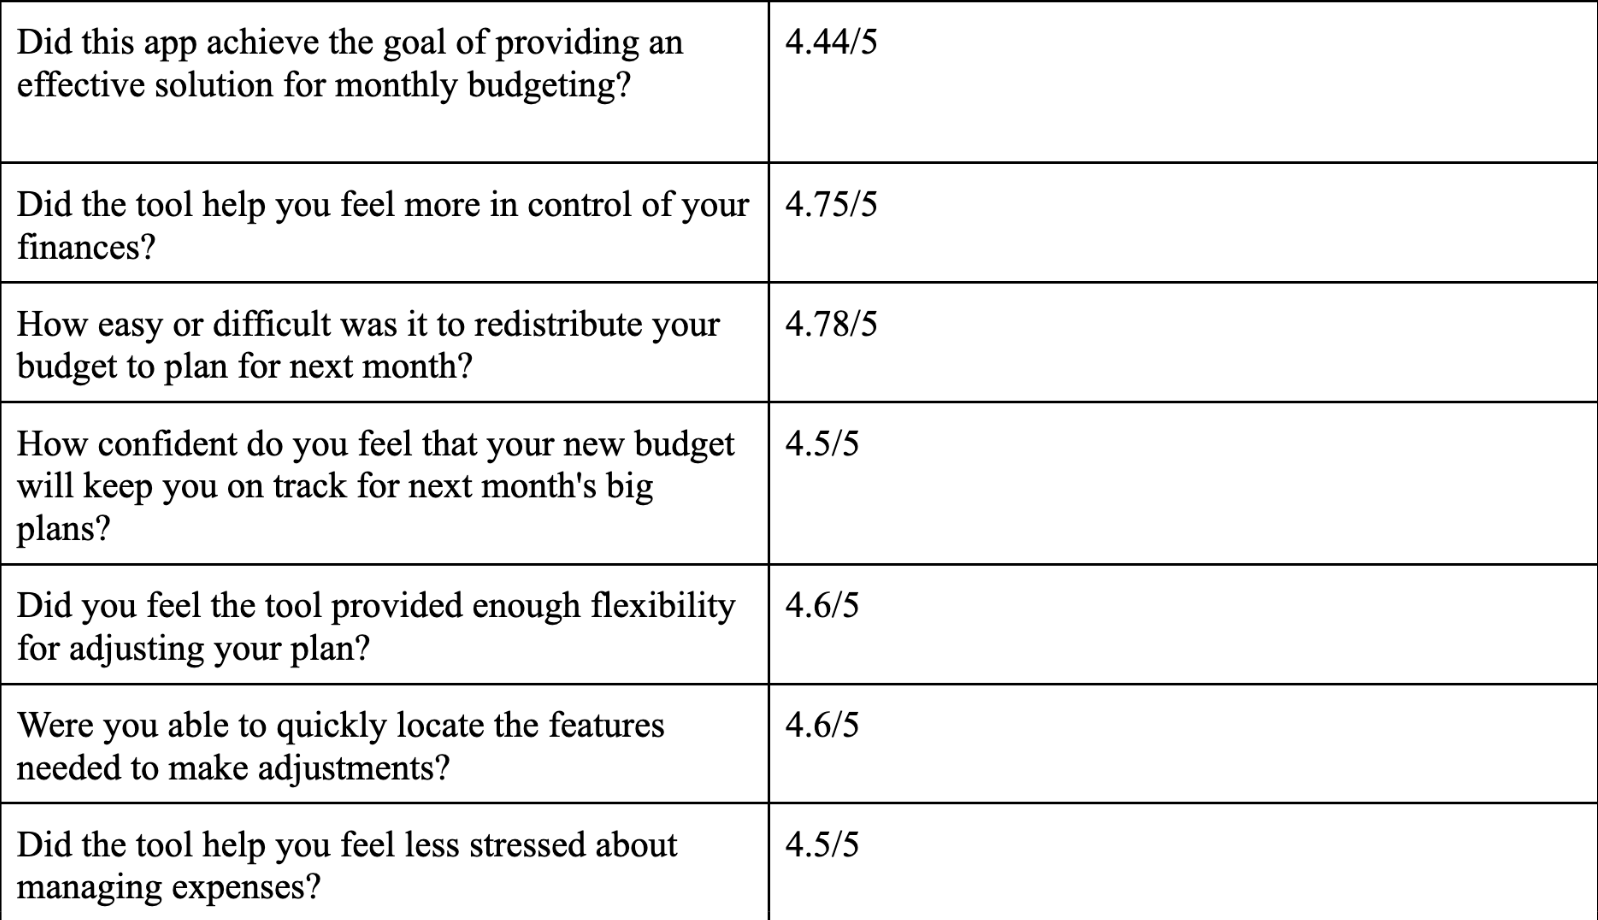 Did this app achieve the goal of providing an
effective solution for monthly budgeting?
4.44/5
Did the tool help you feel more in control of your
finances?
4.75/5
How easy or difficult was it to redistribute your
budget to plan for next month?
4.78/5
How confident do you feel that your new budget
will keep you on track for next month's big
plans?
4.5/5
Did you feel the tool provided enough flexibility
for adjusting your plan?
4.6/5
Were you able to quickly locate the features
needed to make adjustments?
4.6/5
Did the tool help you feel less stressed about
managing expenses?
4.5/5